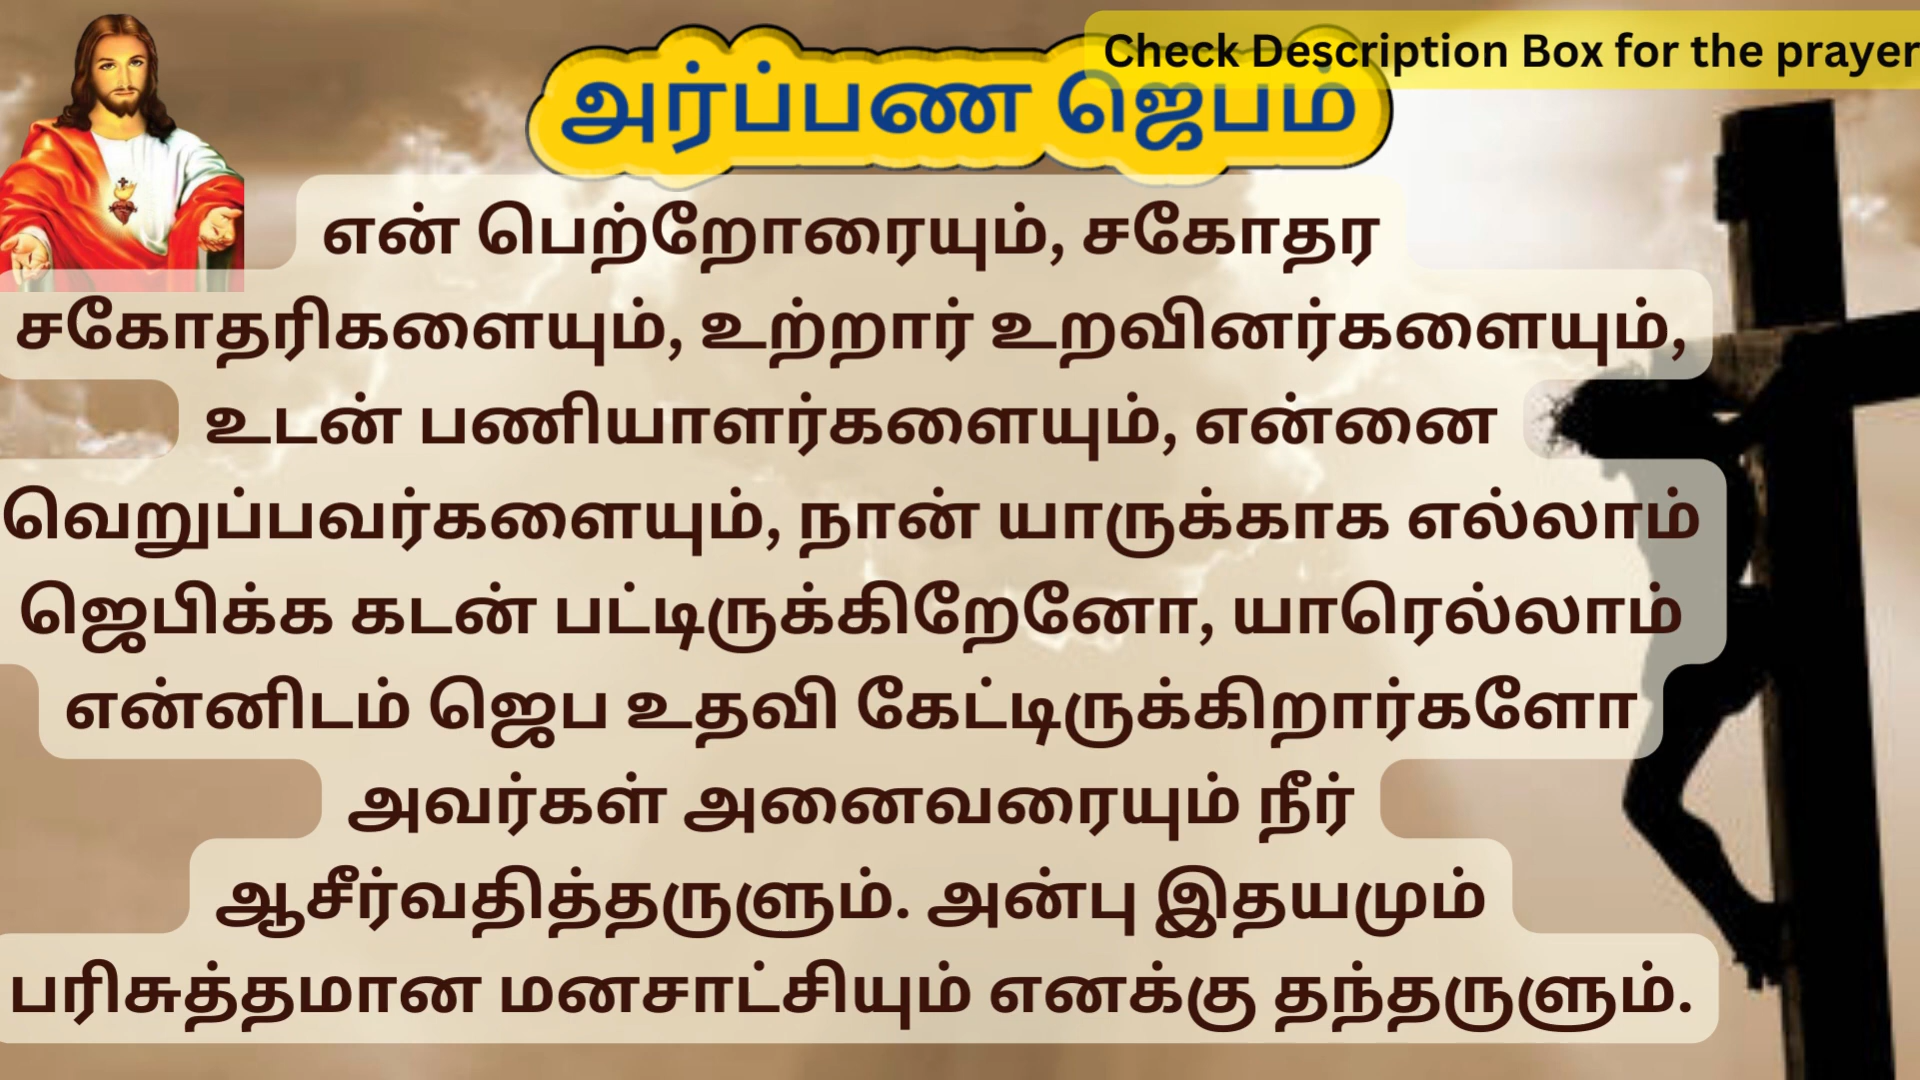 Check Description Box for the prayer
அர்ப்பண ஜெபம்
என் பெற்றோரையும், சகோதர
சகோதரிகளையும், உற்றார் உறவினர்களையும்,
உடன் பணியாளர்களையும், என்னை
வெறுப்பவர்களையும், நான் யாருக்காக எல்லாம்
ஜெபிக்க கடன் பட்டிருக்கிறேனோ, யாரெல்லாம்
என்னிடம் ஜெப உதவி கேட்டிருக்கிறார்களோ
அவர்கள் அனைவரையும் நீர்
ஆசீர்வதித்தருளும். அன்பு இதயமும்
பரிசுத்தமான மனசாட்சியும் எனக்கு தந்தருளும்.